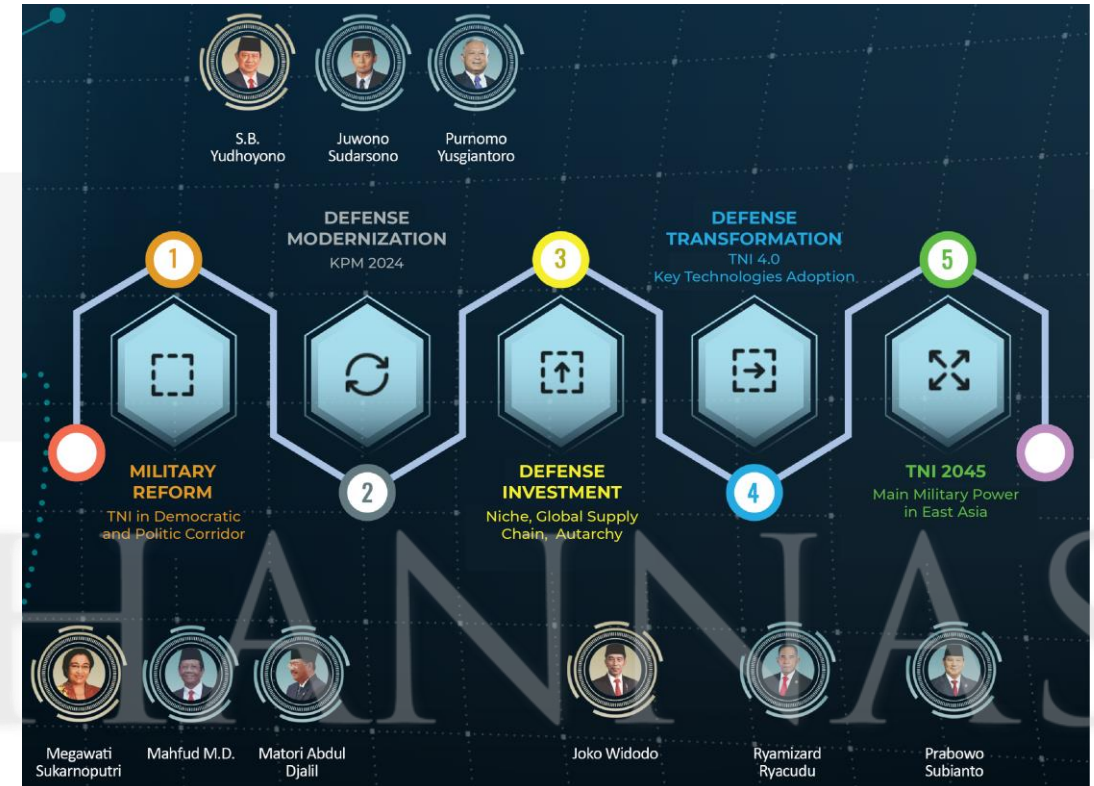 S.B.
Yudhoyono
Juwono
Sudarsono
Purnomo
Yusgiantoro
1
MILITARY
REFORM
TNI in Democratic
and Politic Corridor
DEFENSE
MODERNIZATION
KPM 2024
2
3
DEFENSE
INVESTMENT
Niche, Global Supply
Chain, Autarchy
DEFENSE
TRANSFORMATION
TNI 4.0
Key Technologies Adoption
4
5
TNI 2045
Main Military Power
in East Asia
HANNAS
Megawati
Sukarnoputri
Mahfud M.D.
Matori Abdul
Djalil
Joko Widodo
Ryamizard
Ryacudu
Prabowo
Subianto